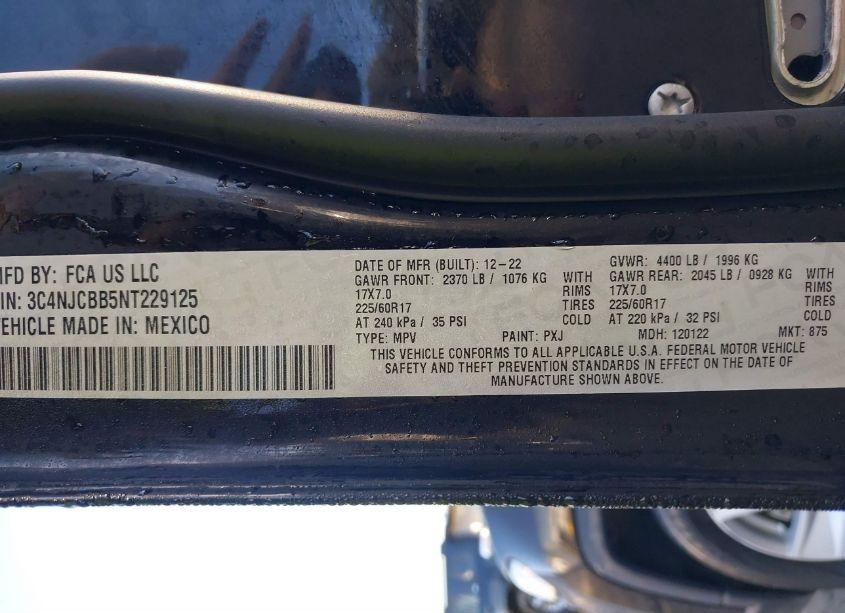 MFD BY: FCA US LLC
IN: 3C4NJCBB5NT229125
VEHICLE MADE IN: MEXICO
DATE OF MFR (BUILT): 12-22
GAWR FRONT: 2370 LB / 1076 KG WITH
17X7.0 RIMS
225/60R17 TIRES
AT 240 kPa / 35 PSI COLD
TYPE: MPV PAINT: PXJ
GVWR: 4400 LB / 1996 KG
GAWR REAR: 2045 LB / 0928 KG WITH
17X7.0 RIMS
225/60R17 TIRES
AT 220 kPa / 32 PSI COLD
MDH: 120122 MKT: 875
THIS VEHICLE CONFORMS TO ALL APPLICABLE U.S.A. FEDERAL MOTOR VEHICLE
SAFETY AND THEFT PREVENTION STANDARDS IN EFFECT ON THE DATE OF
MANUFACTURE SHOWN ABOVE.